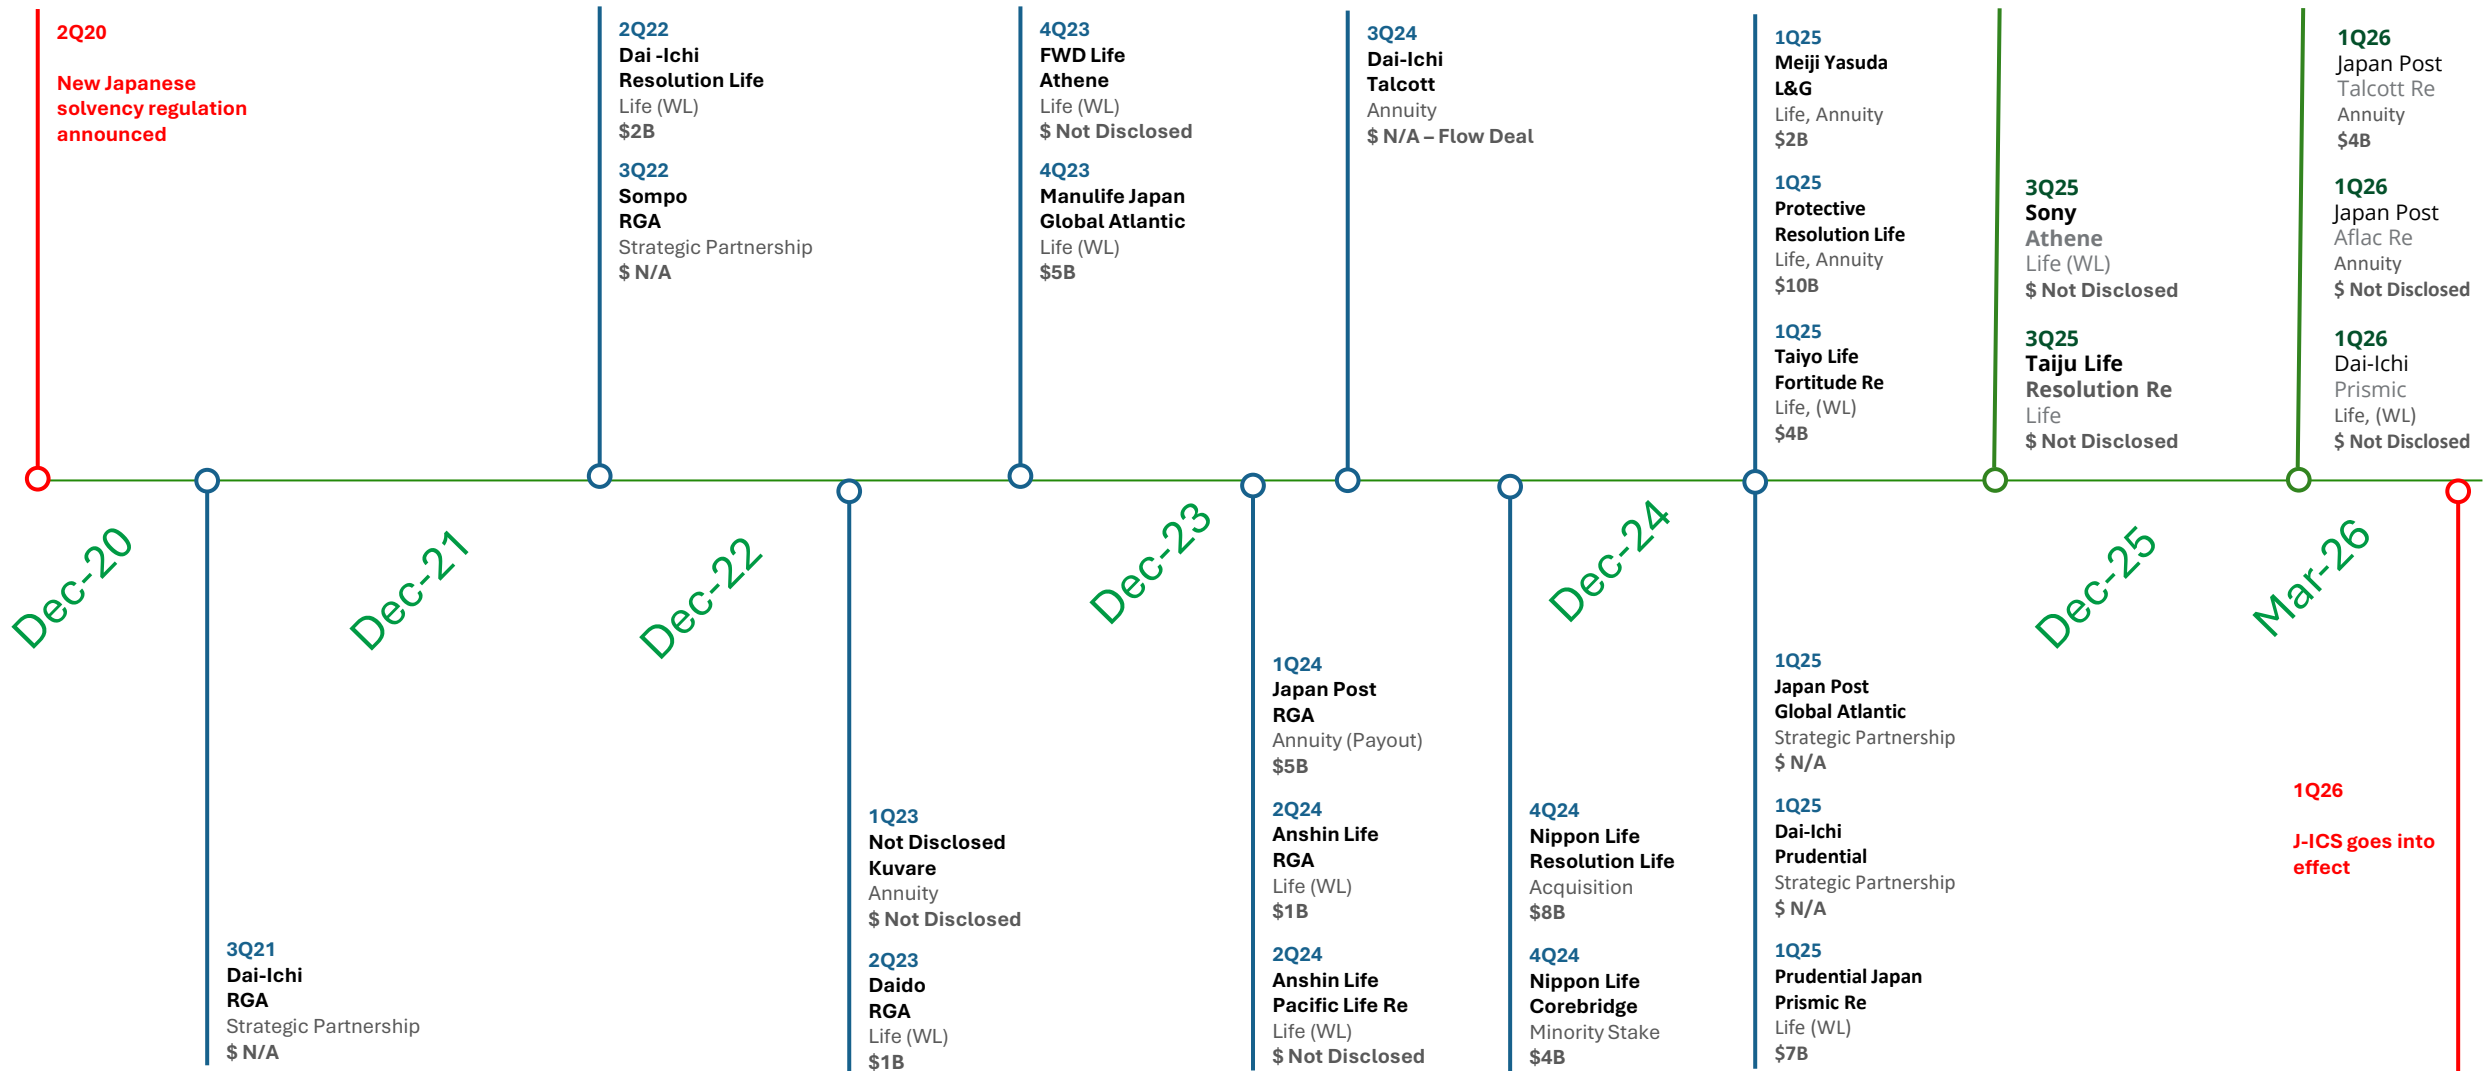 2Q20
New Japanese
solvency regulation
announced
2Q22
Dai -Ichi
Resolution Life
Life (WL)
$2B
3Q22
Sompo
RGA
Strategic Partnership
$ N/A
4Q23
FWD Life
Athene
Life (WL)
$ Not Disclosed
4Q23
Manulife Japan
Global Atlantic
Life (WL)
$5B
3Q24
Dai-Ichi
Talcott
Annuity
$ N/A – Flow Deal
1Q25
Meiji Yasuda
L&G
Life, Annuity
$2B
1Q25
Protective
Resolution Life
Life, Annuity
$10B
1Q25
Taiyo Life
Fortitude Re
Life, (WL)
$4B
3Q25
Sony
Athene
Life (WL)
$ Not Disclosed
3Q25
Taiju Life
Resolution Re
Life
$ Not Disclosed
1Q26
Japan Post
Talcott Re
Annuity
$4B
1Q26
Japan Post
Aflac Re
Annuity
$ Not Disclosed
1Q26
Dai-Ichi
Prismic
Life, (WL)
$ Not Disclosed
Dec-20
Dec-21
Dec-22
Dec-23
Dec-24
Dec-25
Mar-26
3Q21
Dai-Ichi
RGA
Strategic Partnership
$ N/A
1Q23
Not Disclosed
Kuvare
Annuity
$ Not Disclosed
2Q23
Daido
RGA
Life (WL)
$1B
1Q24
Japan Post
RGA
Annuity (Payout)
$5B
2Q24
Anshin Life
RGA
Life (WL)
$1B
2Q24
Anshin Life
Pacific Life Re
Life (WL)
$ Not Disclosed
4Q24
Nippon Life
Resolution Life
Acquisition
$8B
4Q24
Nippon Life
Corebridge
Minority Stake
$4B
1Q25
Japan Post
Global Atlantic
Strategic Partnership
$ N/A
1Q25
Dai-Ichi
Prudential
Strategic Partnership
$ N/A
1Q25
Prudential Japan
Prismic Re
Life (WL)
$7B
1Q26
J-ICS goes into
effect